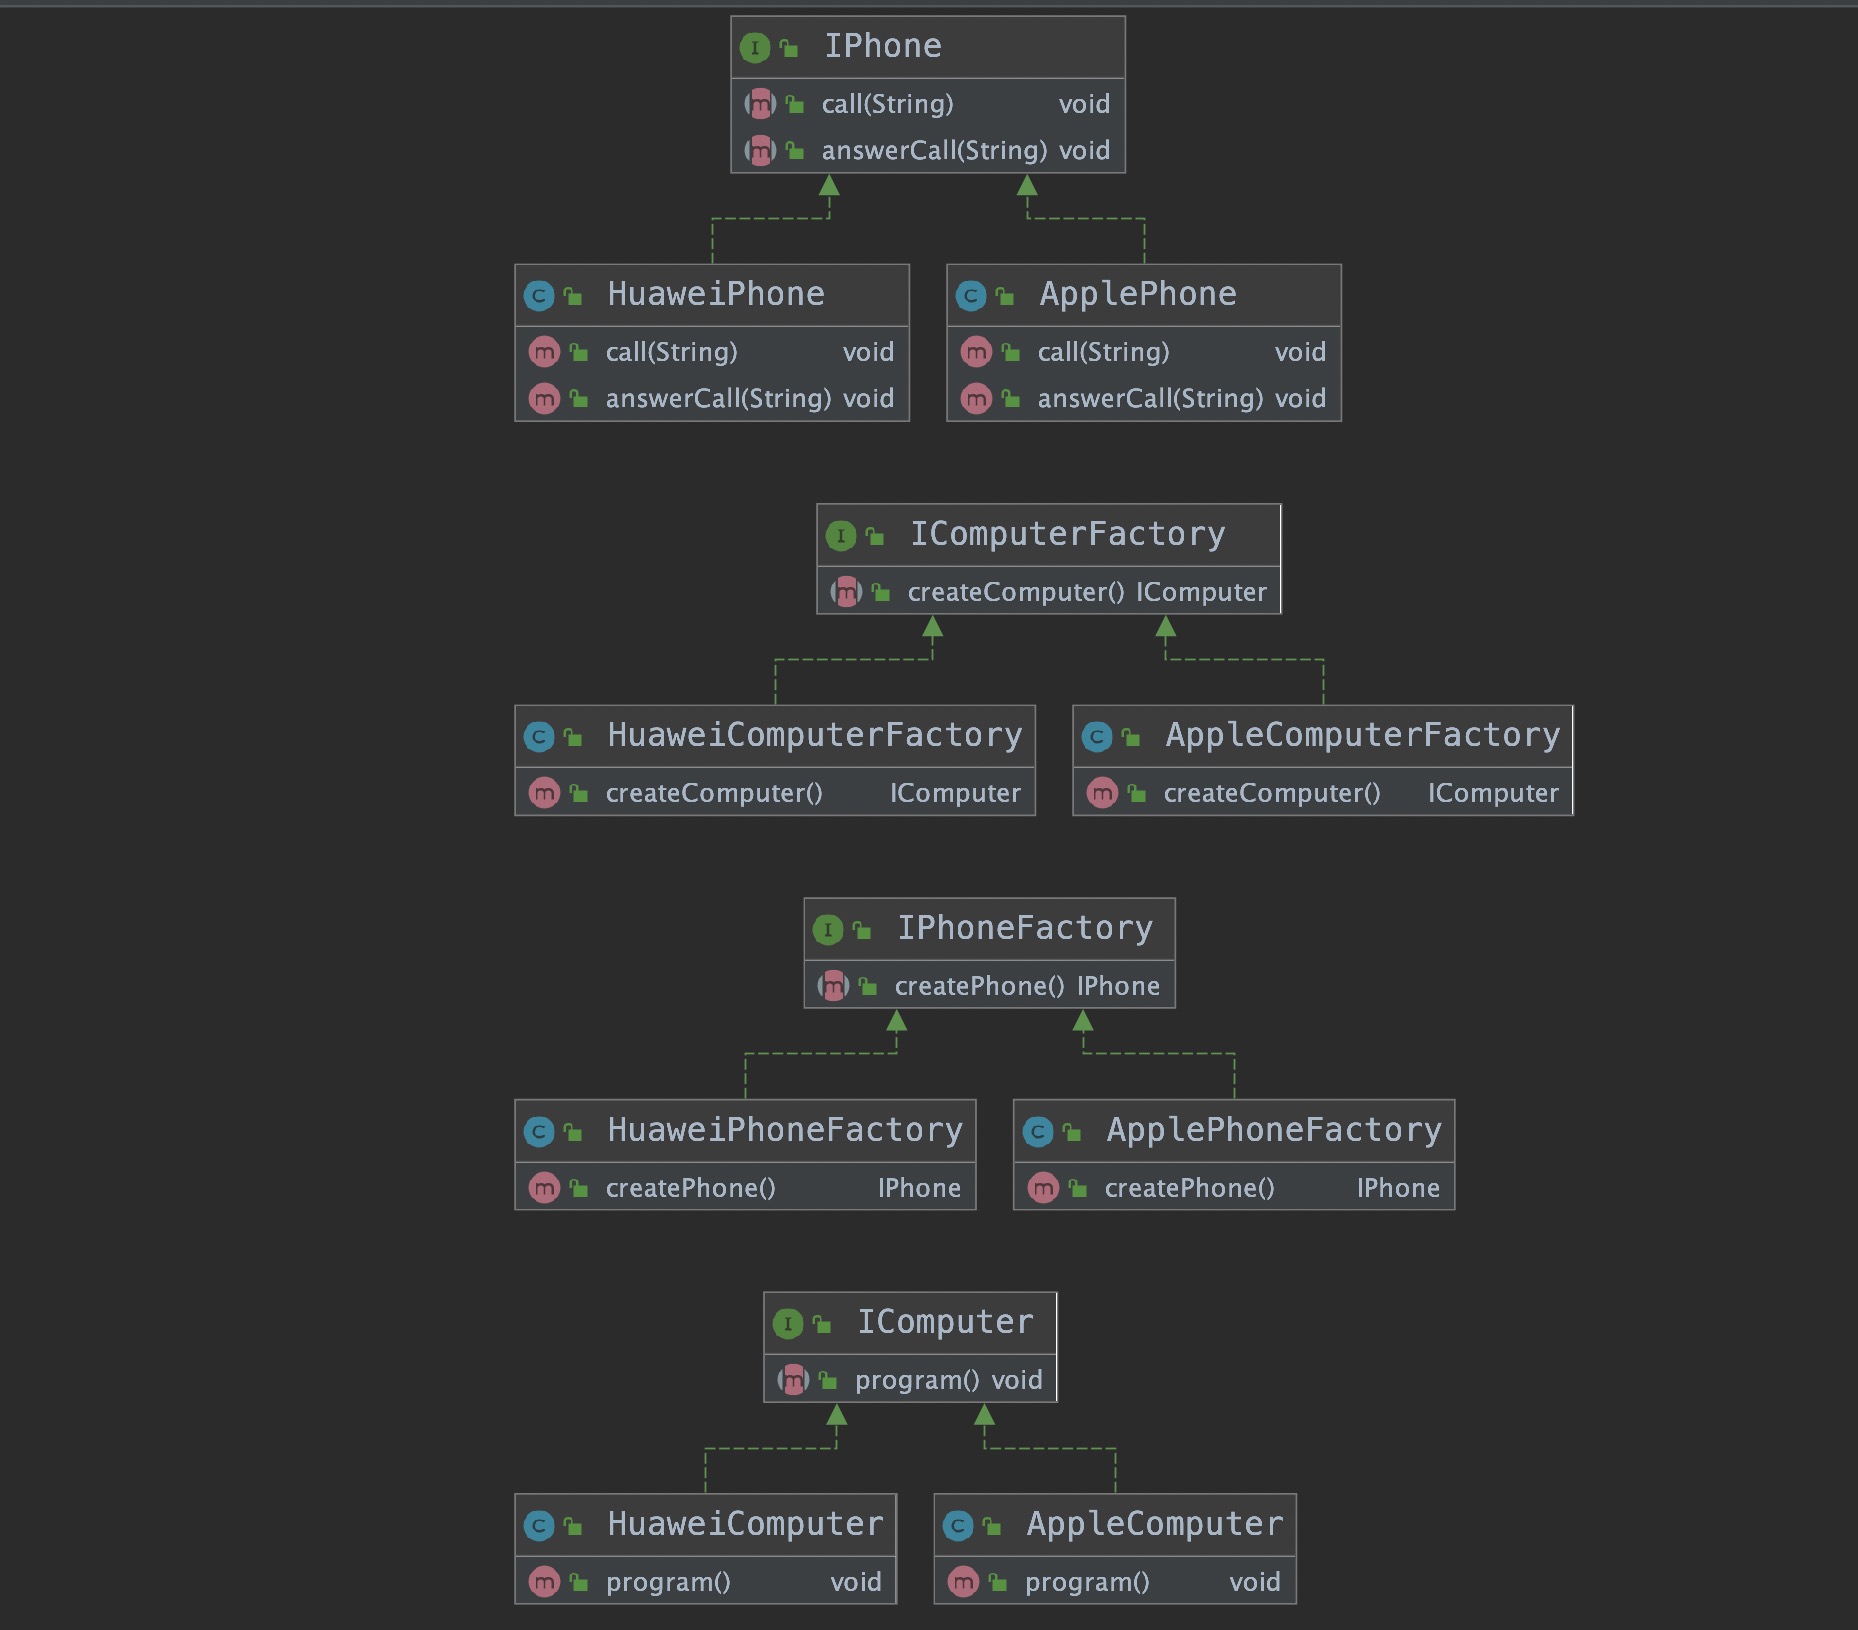 IPhone
call(String) void
answerCall(String) void
HuaweiPhone
call(String) void
answerCall(String) void
ApplePhone
call(String) void
answerCall(String) void
IComputerFactory
createComputer() IComputer
HuaweiComputerFactory
createComputer() IComputer
AppleComputerFactory
createComputer() IComputer
IPhoneFactory
createPhone() IPhone
HuaweiPhoneFactory
createPhone() IPhone
ApplePhoneFactory
createPhone() IPhone
IComputer
program() void
HuaweiComputer
program() void
AppleComputer
program() void